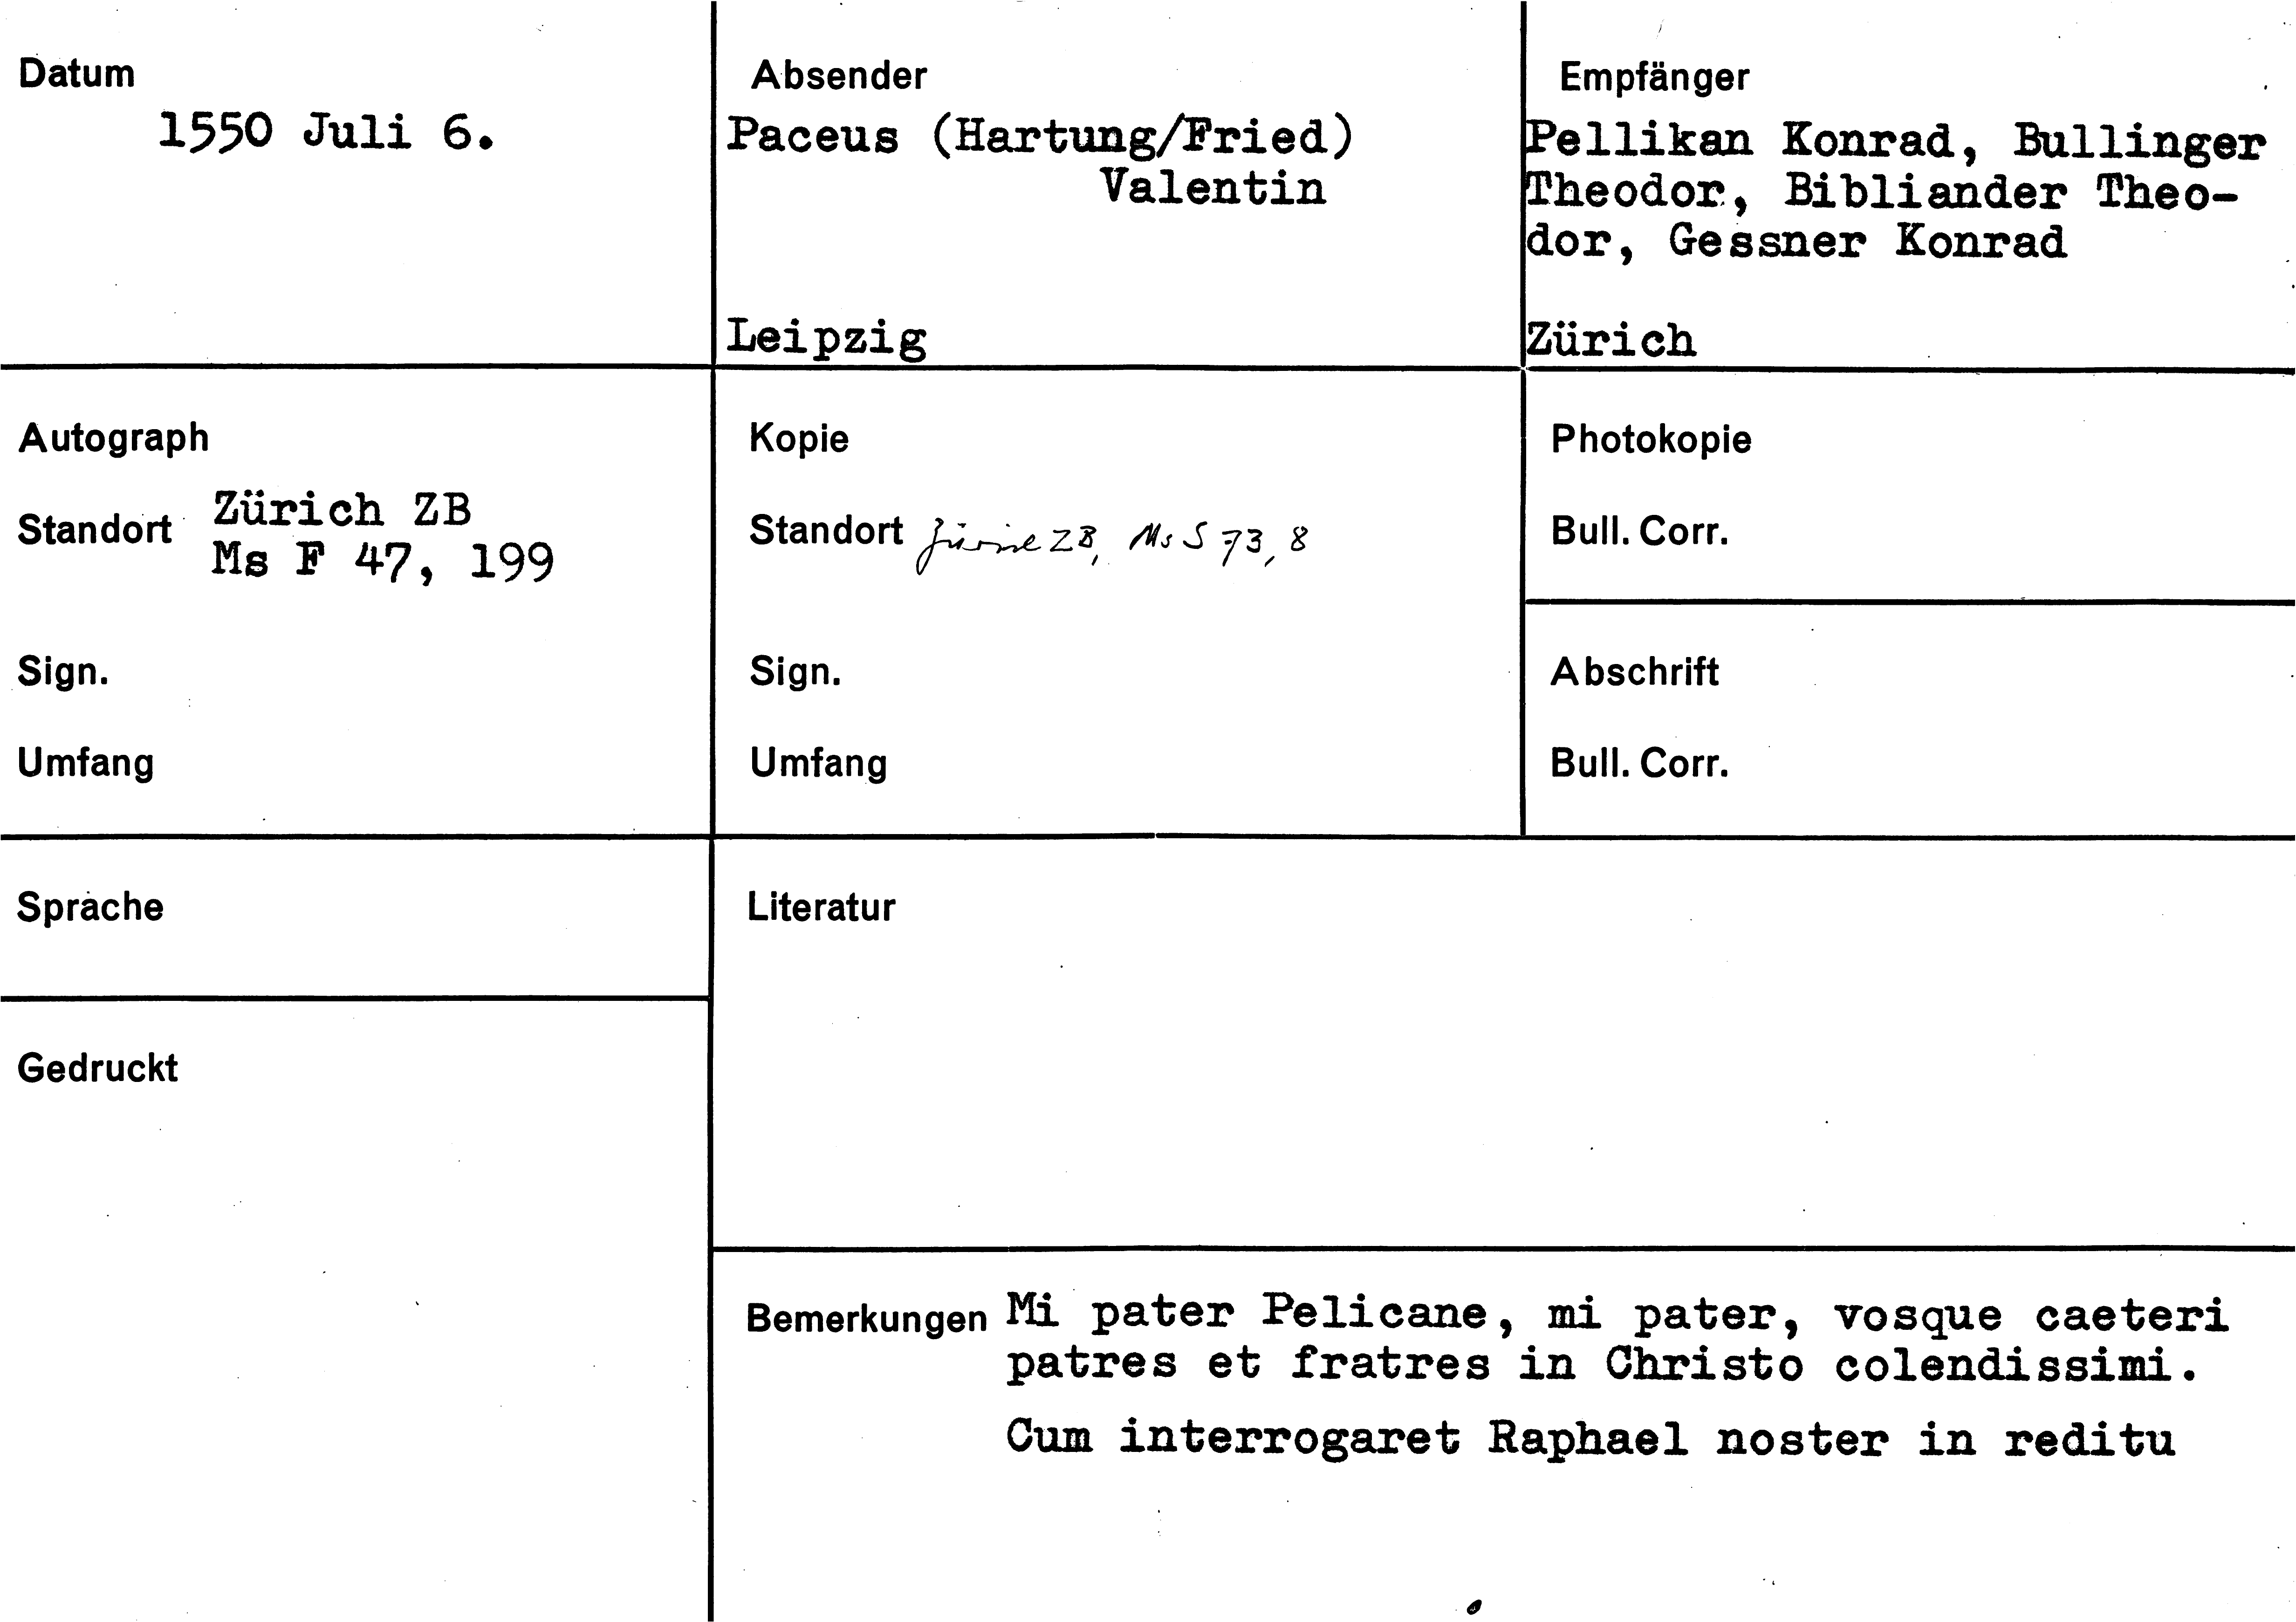 Datum
1550 Juli 6.
Absender
Paceus (Hartung/Fried)
Valentin
Leipzig
Empfänger
Pellikan Konrad, Bullinger
Theodor, Bibliander Theo-
dor, Gessner Konrad
Zürich
Autograph
Standort Zürich ZB
Ms F 47, 199
Sign.
Umfang
Kopie
Standort Zürich ZB, Ms S 73, 8
Sign.
Umfang
Photokopie
Bull. Corr.
Abschrift
Bull. Corr.
Sprache
Literatur
Gedruckt
Bemerkungen Mi pater Pelicane, mi pater, vosque caeteri
patres et fratres in Christo colendissimi.
Cum interrogaret Raphael noster in reditu